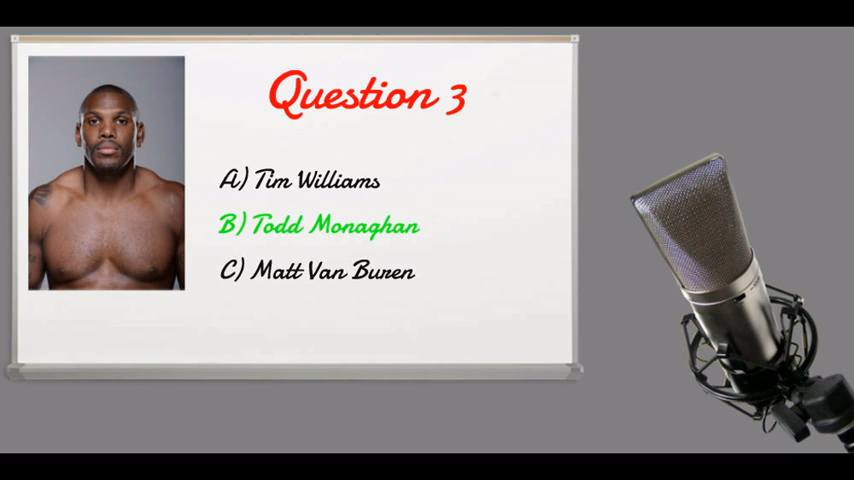 Question 3
A) Tim Williams
B) Todd Monaghan
C) Matt Van Buren